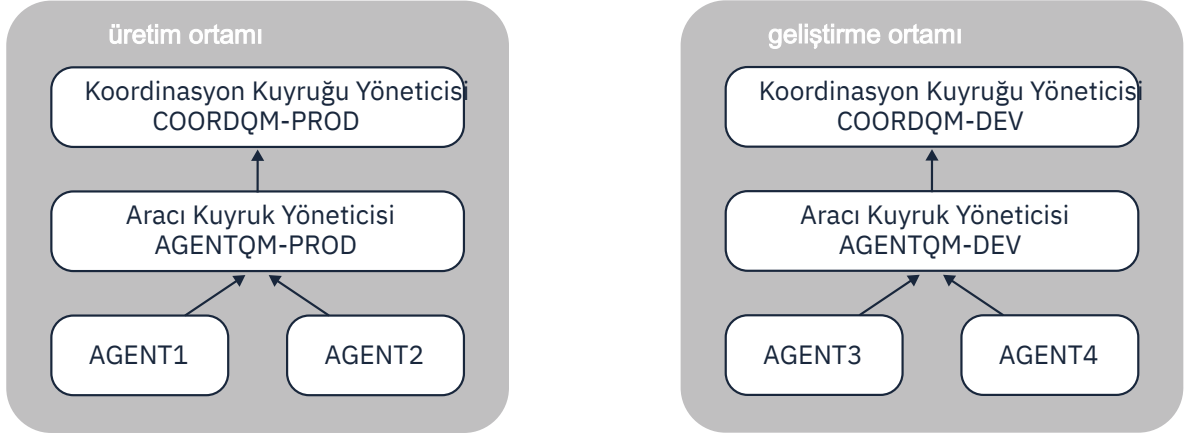 üretim ortamı
Koordinasyon Kuyruğu Yöneticisi
COORDQM-PROD
Aracı Kuyruk Yöneticisi
AGENTQM-PROD
AGENT1
AGENT2
geliştirme ortamı
Koordinasyon Kuyruğu Yöneticisi
COORDQM-DEV
Aracı Kuyruk Yöneticisi
AGENTQM-DEV
AGENT3
AGENT4